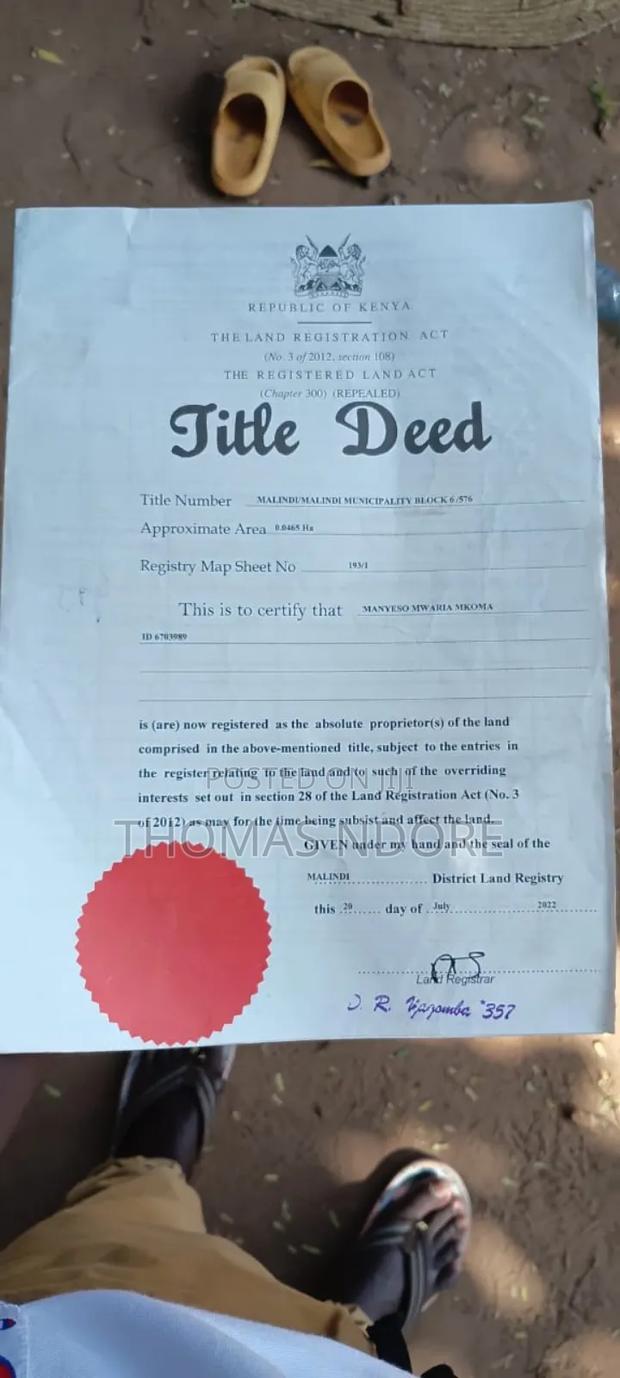 REPUBLIC OF KENYA
THE LAND REGISTRATION ACT
(No. 3 of 2012, section 108)
THE REGISTERED LAND ACT
(Chapter 300) (REPEALED)
Title Deed
Title Number MALINDI/MALINDI MUNICIPALITY BLOCK 6/576
Approximate Area 0.0465 Ha
Registry Map Sheet No 193/1
This is to certify that MANYESO MWARIA MKOMA
ID 6703989
is (are) now registered as the absolute proprietor(s) of the land
comprised in the above-mentioned title, subject to the entries in
the register relating to the land and to such of the overriding
interests set out in section 28 of the Land Registration Act (No. 3
of 2012) as may for the time being subsist and affect the land.
POSTED ON JIJI
THOMAS NDORE
GIVEN under my hand and the seal of the
MALINDI District Land Registry
this 20 day of July 2022
Land Registrar
J. R. *357